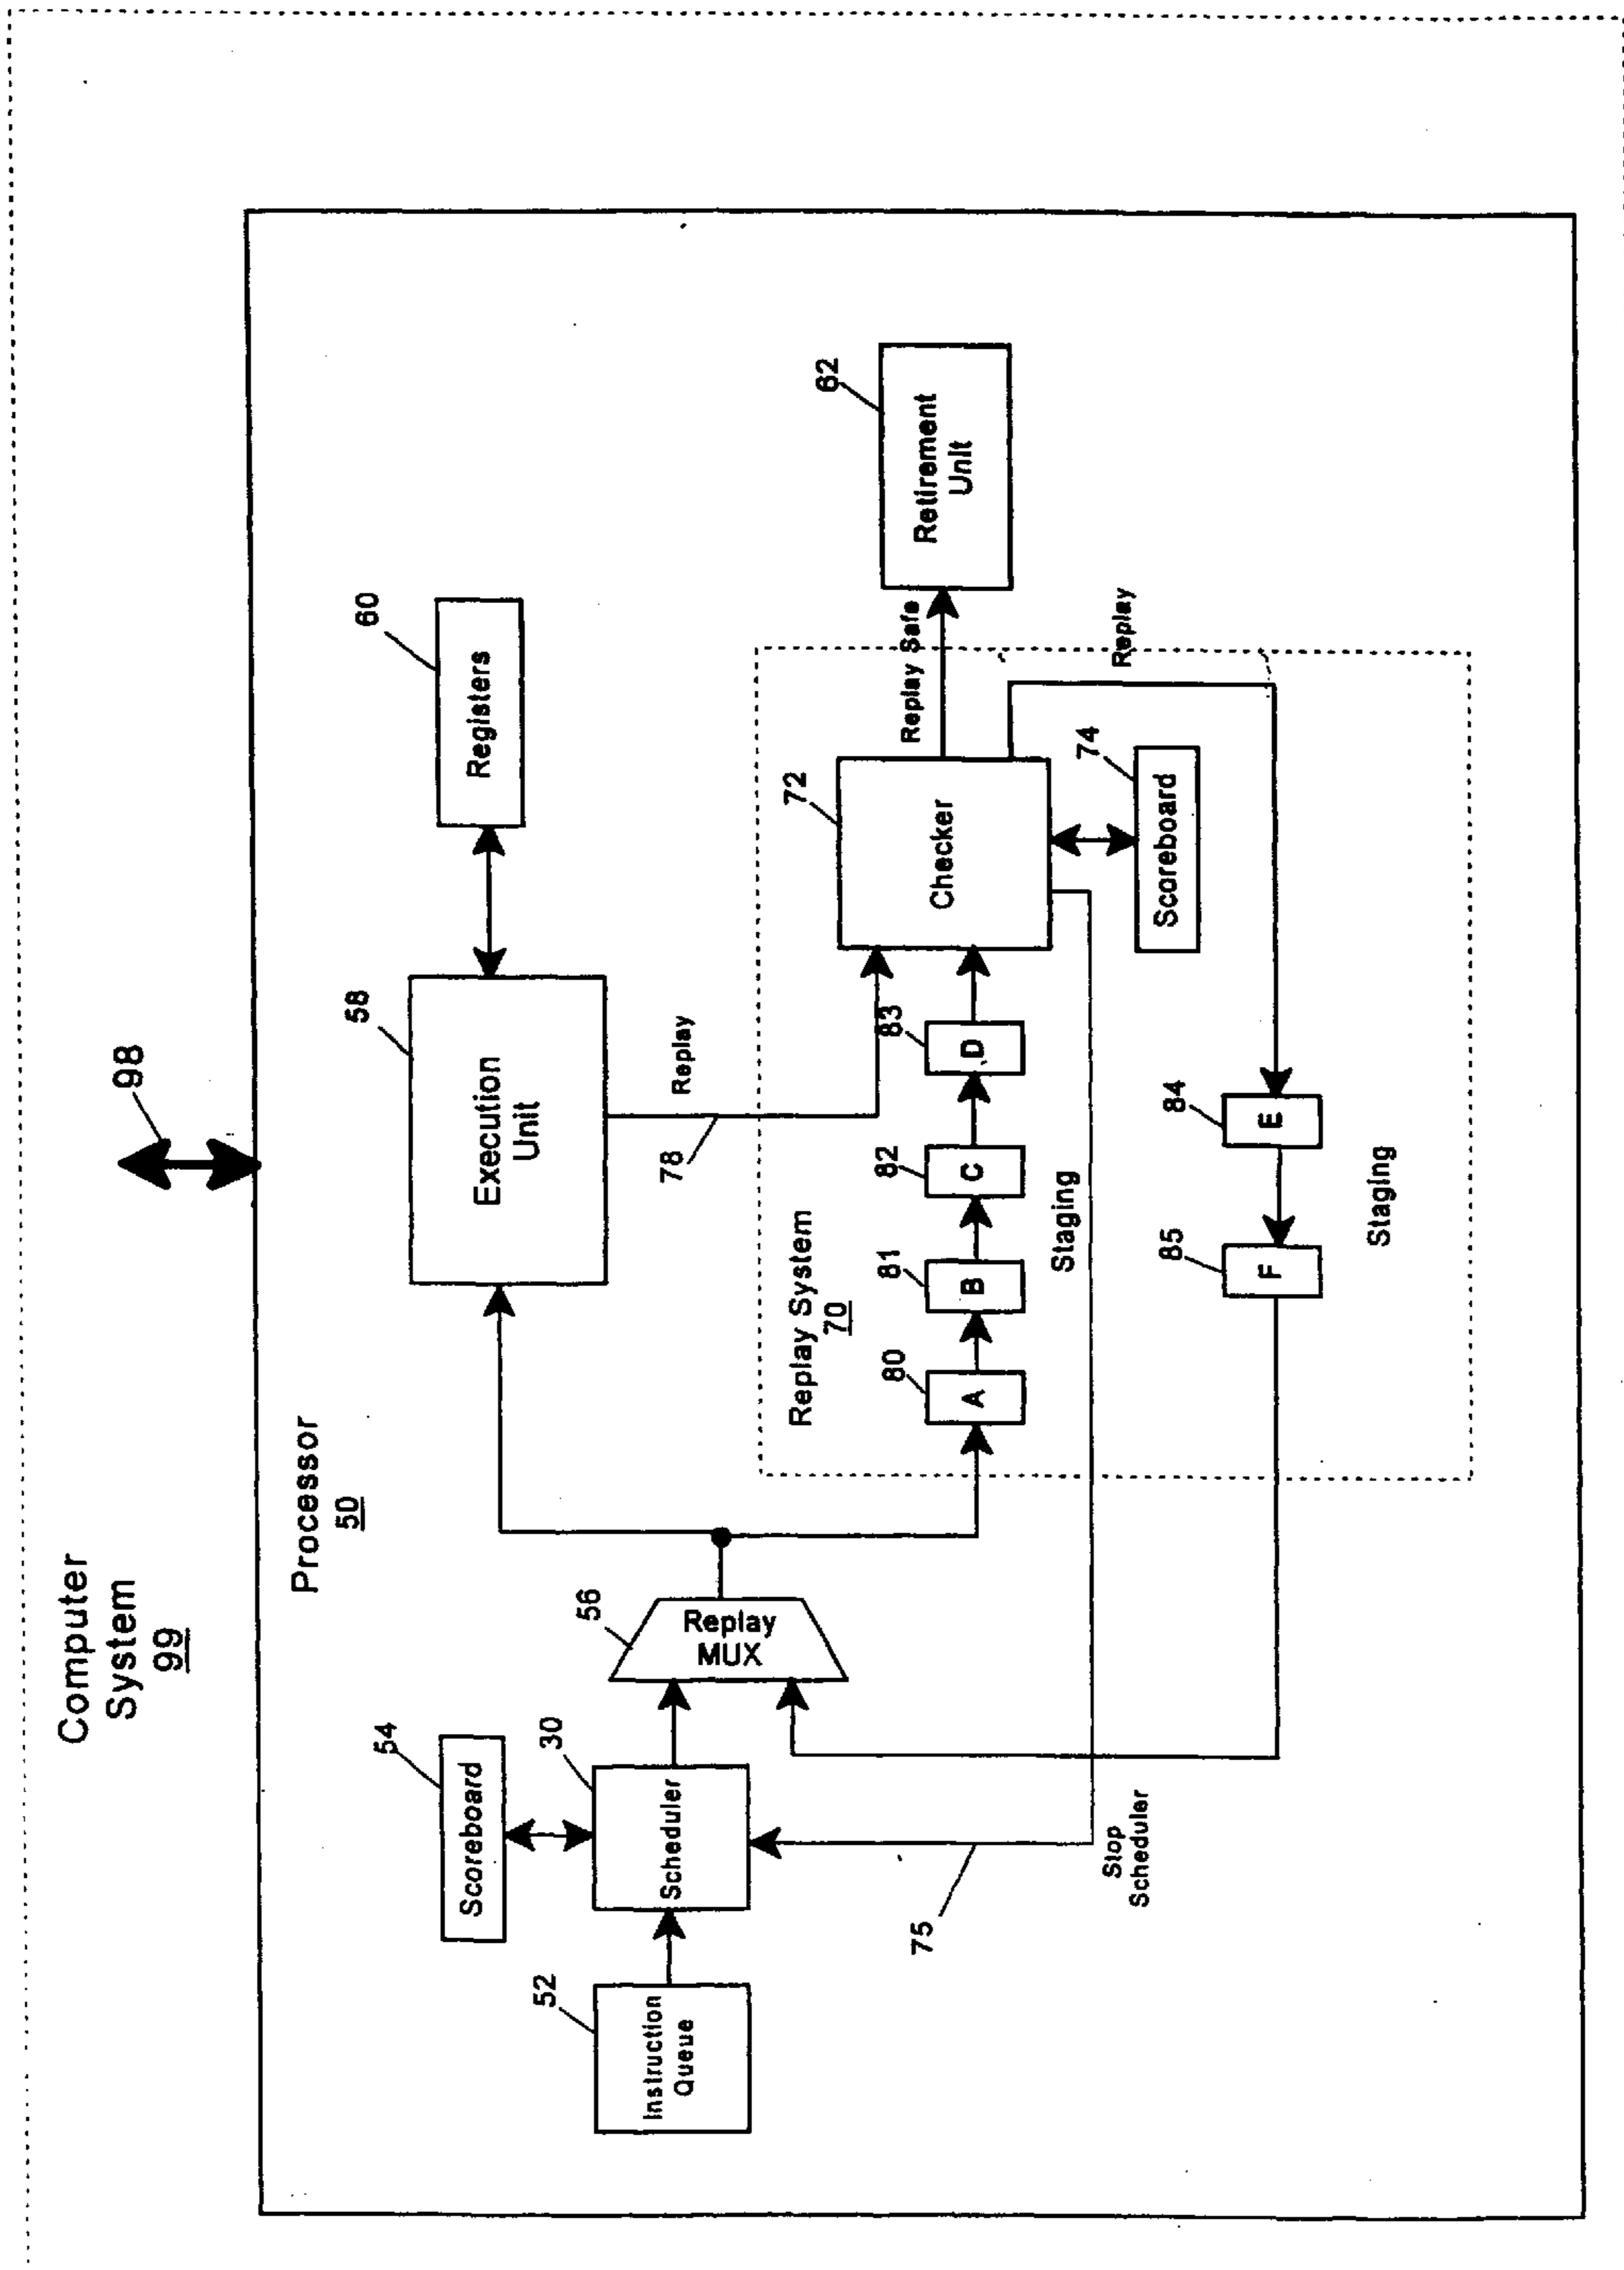 Computer
System
99
98
Processor
50
58
Execution
Unit
60
Registers
54
Scoreboard
30
Scheduler
52
Instruction
Queue
56
Replay
MUX
Replay
78
Replay System
70
80
A
81
B
82
C
83
D
Staging
72
Checker
Replay Safe
62
Retirement
Unit
74
Scoreboard
Replay
75
Stop
Scheduler
84
E
85
F
Staging